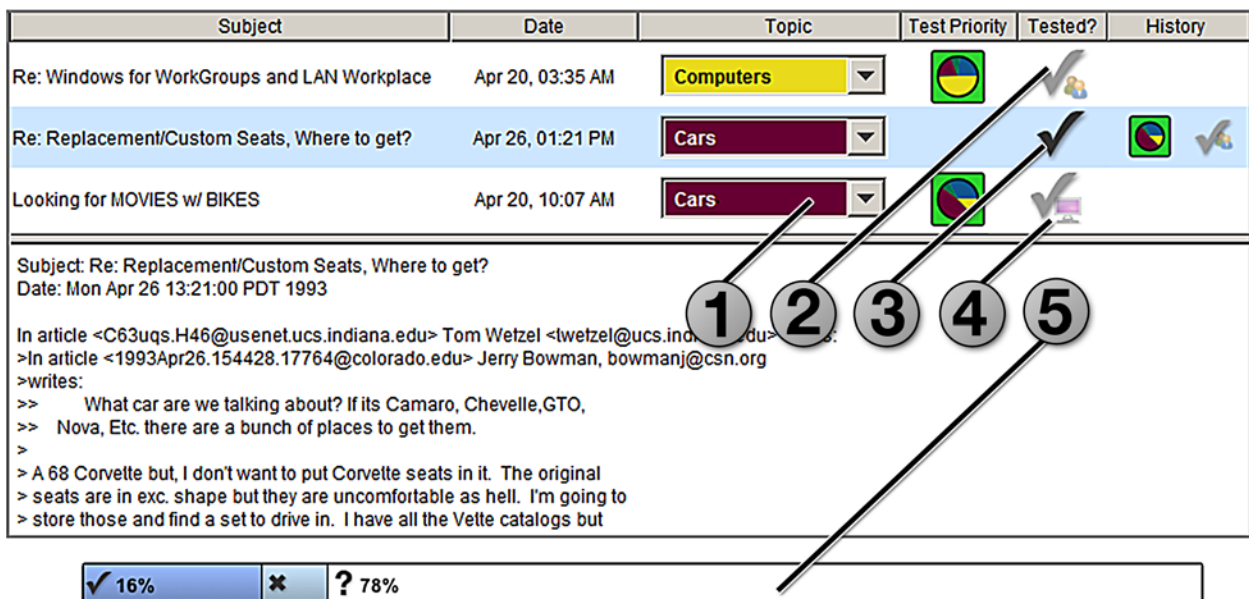 Subject Date Topic Test Priority Tested? History
Re: Windows for WorkGroups and LAN Workplace Apr 20, 03:35 AM Computers
Re: Replacement/Custom Seats, Where to get? Apr 26, 01:21 PM Cars
Looking for MOVIES w/ BIKES Apr 20, 10:07 AM Cars
Subject: Re: Replacement/Custom Seats, Where to get?
Date: Mon Apr 26 13:21:00 PDT 1993
1 2 3 4 5
In article <C63uqs.H46@usenet.ucs.indiana.edu> Tom Wetzel
>In article <1993Apr26.154428.17764@colorado.edu> Jerry Bowman, bowmanj@csn.org
>writes:
>> What car are we talking about? If its Camaro, Chevelle,GTO,
>> Nova, Etc. there are a bunch of places to get them.
>
> A 68 Corvette but, I don't want to put Corvette seats in it. The original
> seats are in exc. shape but they are uncomfortable as hell. I'm going to
> store those and find a set to drive in. I have all the Vette catalogs but
16% ? 78%